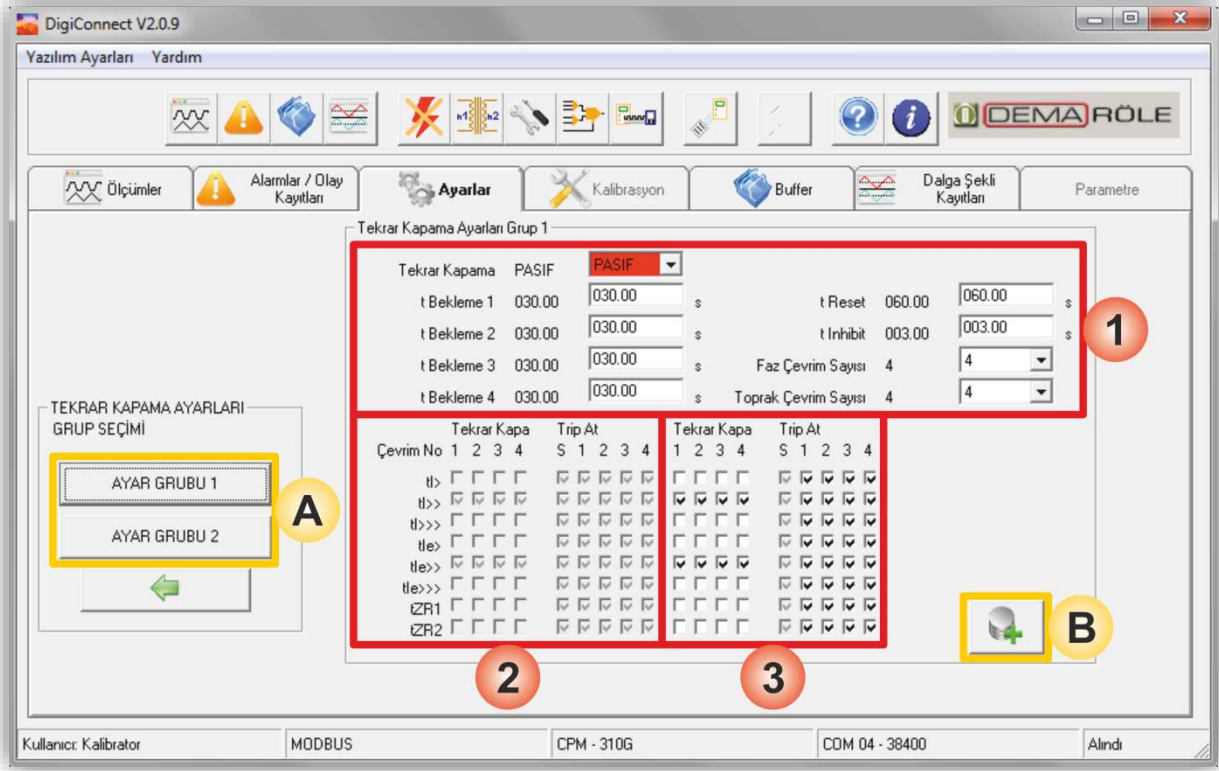 DigiConnect V2.0.9
Yazılım Ayarları Yardım
n1 n2
DEMA RÖLE
Ölçümler
Alarmlar / Olay
Kayıtları
Ayarlar
Kalibrasyon
Buffer
Dalga Şekli
Kayıtları
Parametre
Tekrar Kapama Ayarları Grup 1
Tekrar Kapama PASIF PASIF
t Bekleme 1 030.00 030.00 s t Reset 060.00 060.00 s
t Bekleme 2 030.00 030.00 s t Inhibit 003.00 003.00 s
1
t Bekleme 3 030.00 030.00 s Faz Çevrim Sayısı 4 4
t Bekleme 4 030.00 030.00 s Toprak Çevrim Sayısı 4 4
TEKRAR KAPAMA AYARLARI
GRUP SEÇİMİ
AYAR GRUBU 1
A
AYAR GRUBU 2
Tekrar Kapa Trip At Tekrar Kapa Trip At
Çevrim No 1 2 3 4 S 1 2 3 4 1 2 3 4 S 1 2 3 4
tI>
tI>>
tI>>>
tIe>
tIe>>
tIe>>>
tZR1
tZR2
B
2
3
Kullanıcı: Kalibrator MODBUS CPM - 310G COM 04 - 38400 Alındı